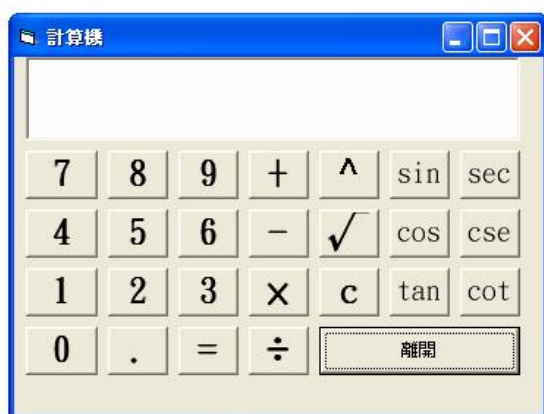 計算機
7 8 9 + ^ sin sec
4 5 6 - √ cos cse
1 2 3 × c tan cot
0 . = ÷ 離開